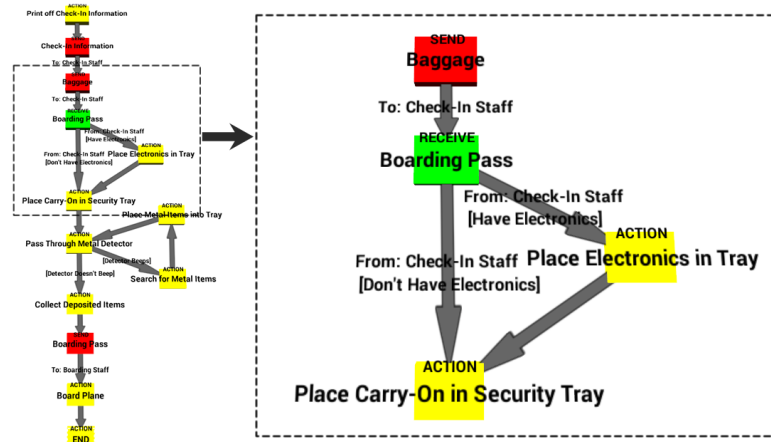 ACTION
Print off Check-In Information
SEND
Check-In Information
To: Check-In Staff
SEND
Baggage
To: Check-In Staff
RECEIVE
Boarding Pass
From: Check-In Staff
[Have Electronics]
ACTION
Place Electronics in Tray
From: Check-In Staff
[Don't Have Electronics]
ACTION
Place Carry-On in Security Tray
ACTION
Place Metal Items into Tray
ACTION
Pass Through Metal Detector
[Detector Beeps]
[Detector Doesn't Beep]
ACTION
Search for Metal Items
ACTION
Collect Deposited Items
SEND
Boarding Pass
To: Boarding Staff
ACTION
Board Plane
ACTION
END
SEND
Baggage
To: Check-In Staff
RECEIVE
Boarding Pass
From: Check-In Staff
[Have Electronics]
ACTION
Place Electronics in Tray
From: Check-In Staff
[Don't Have Electronics]
ACTION
Place Carry-On in Security Tray